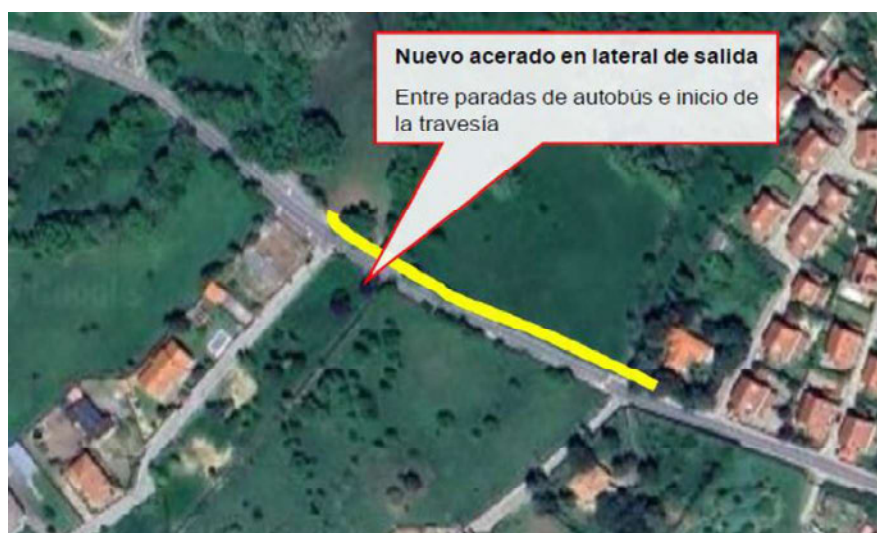 Nuevo acerado en lateral de salida
Entre paradas de autobús e inicio de
la travesía